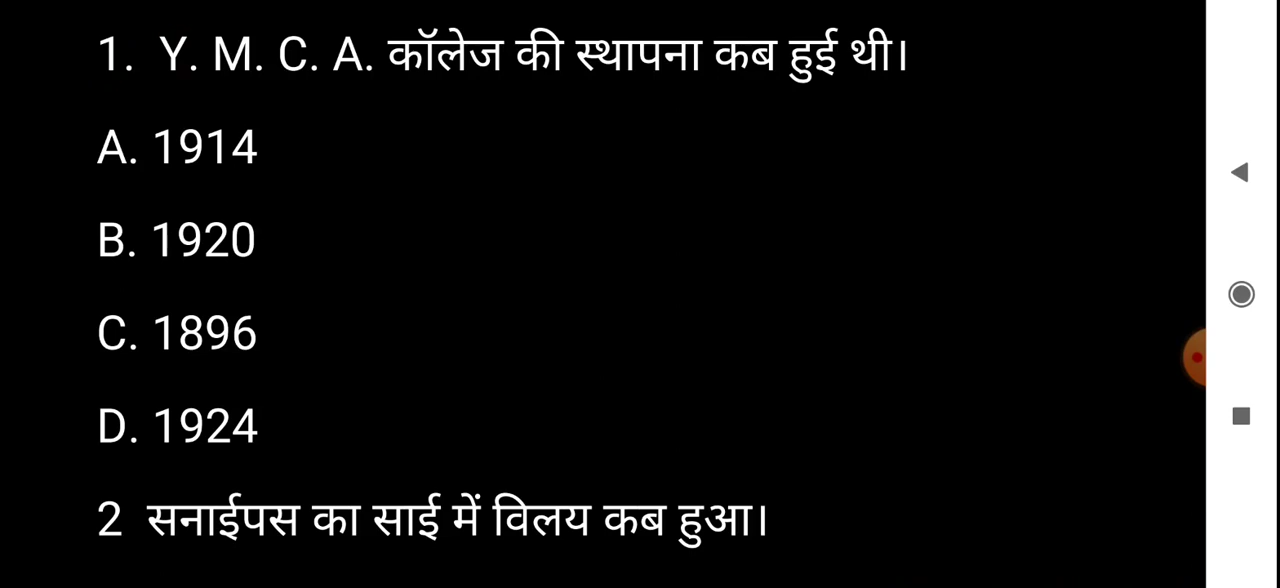 1. Y. M. C. A. कॉलेज की स्थापना कब हुई थी।
A. 1914
B. 1920
C. 1896
D. 1924
2 सनाईपस का साई में विलय कब हुआ।